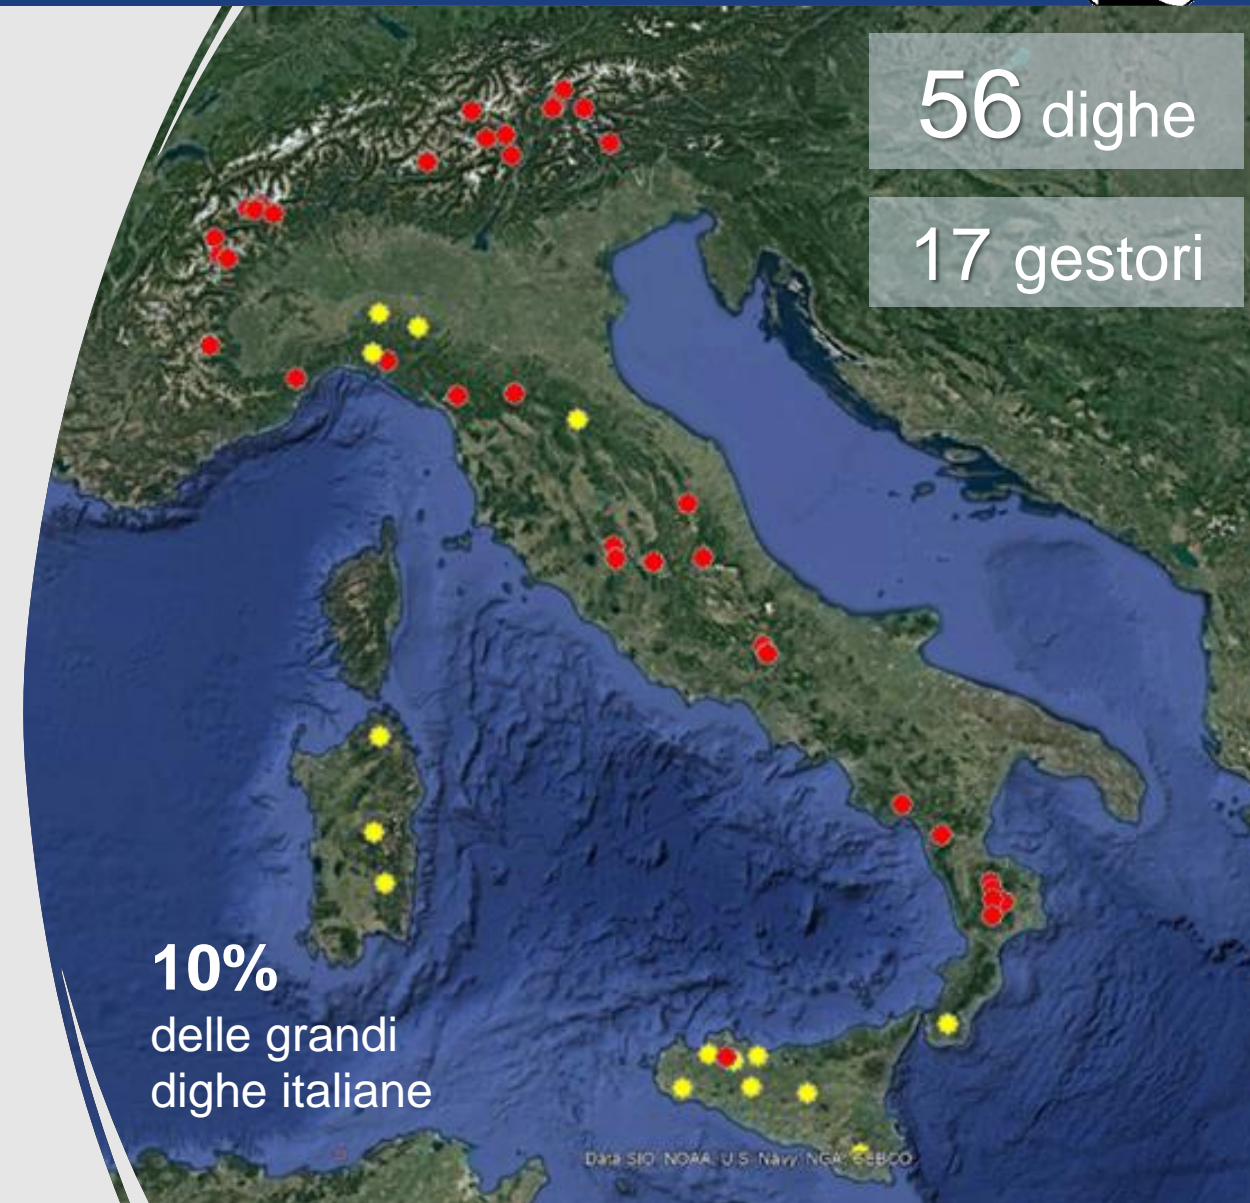 56 dighe
17 gestori
10%
delle grandi
dighe italiane
Data SIO, NOAA, U.S. Navy, NGA, GEBCO